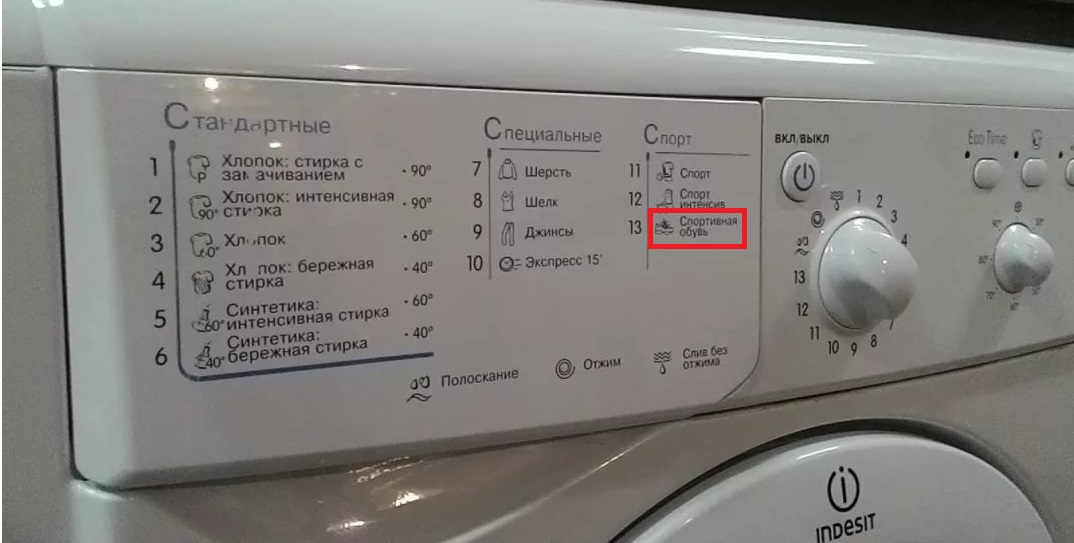 Стандартные
1 Хлопок: стирка с
замачиванием · 90°
2 Хлопок: интенсивная
стирка · 90°
3 Хлопок · 60°
4 Хлопок: бережная
стирка · 40°
5 Синтетика:
интенсивная стирка · 60°
6 Синтетика:
бережная стирка · 40°
Специальные
7 Шерсть
8 Шелк
9 Джинсы
10 Экспресс 15'
Спорт
11 Спорт
12 Спорт
интенсив
13 Спортивная
обувь
Полоскание
Отжим
Слив без
отжима
ВКЛ/ВЫКЛ
1 2 3 4
7 8 9 10 11 12 13
Eco Time
INDESIT